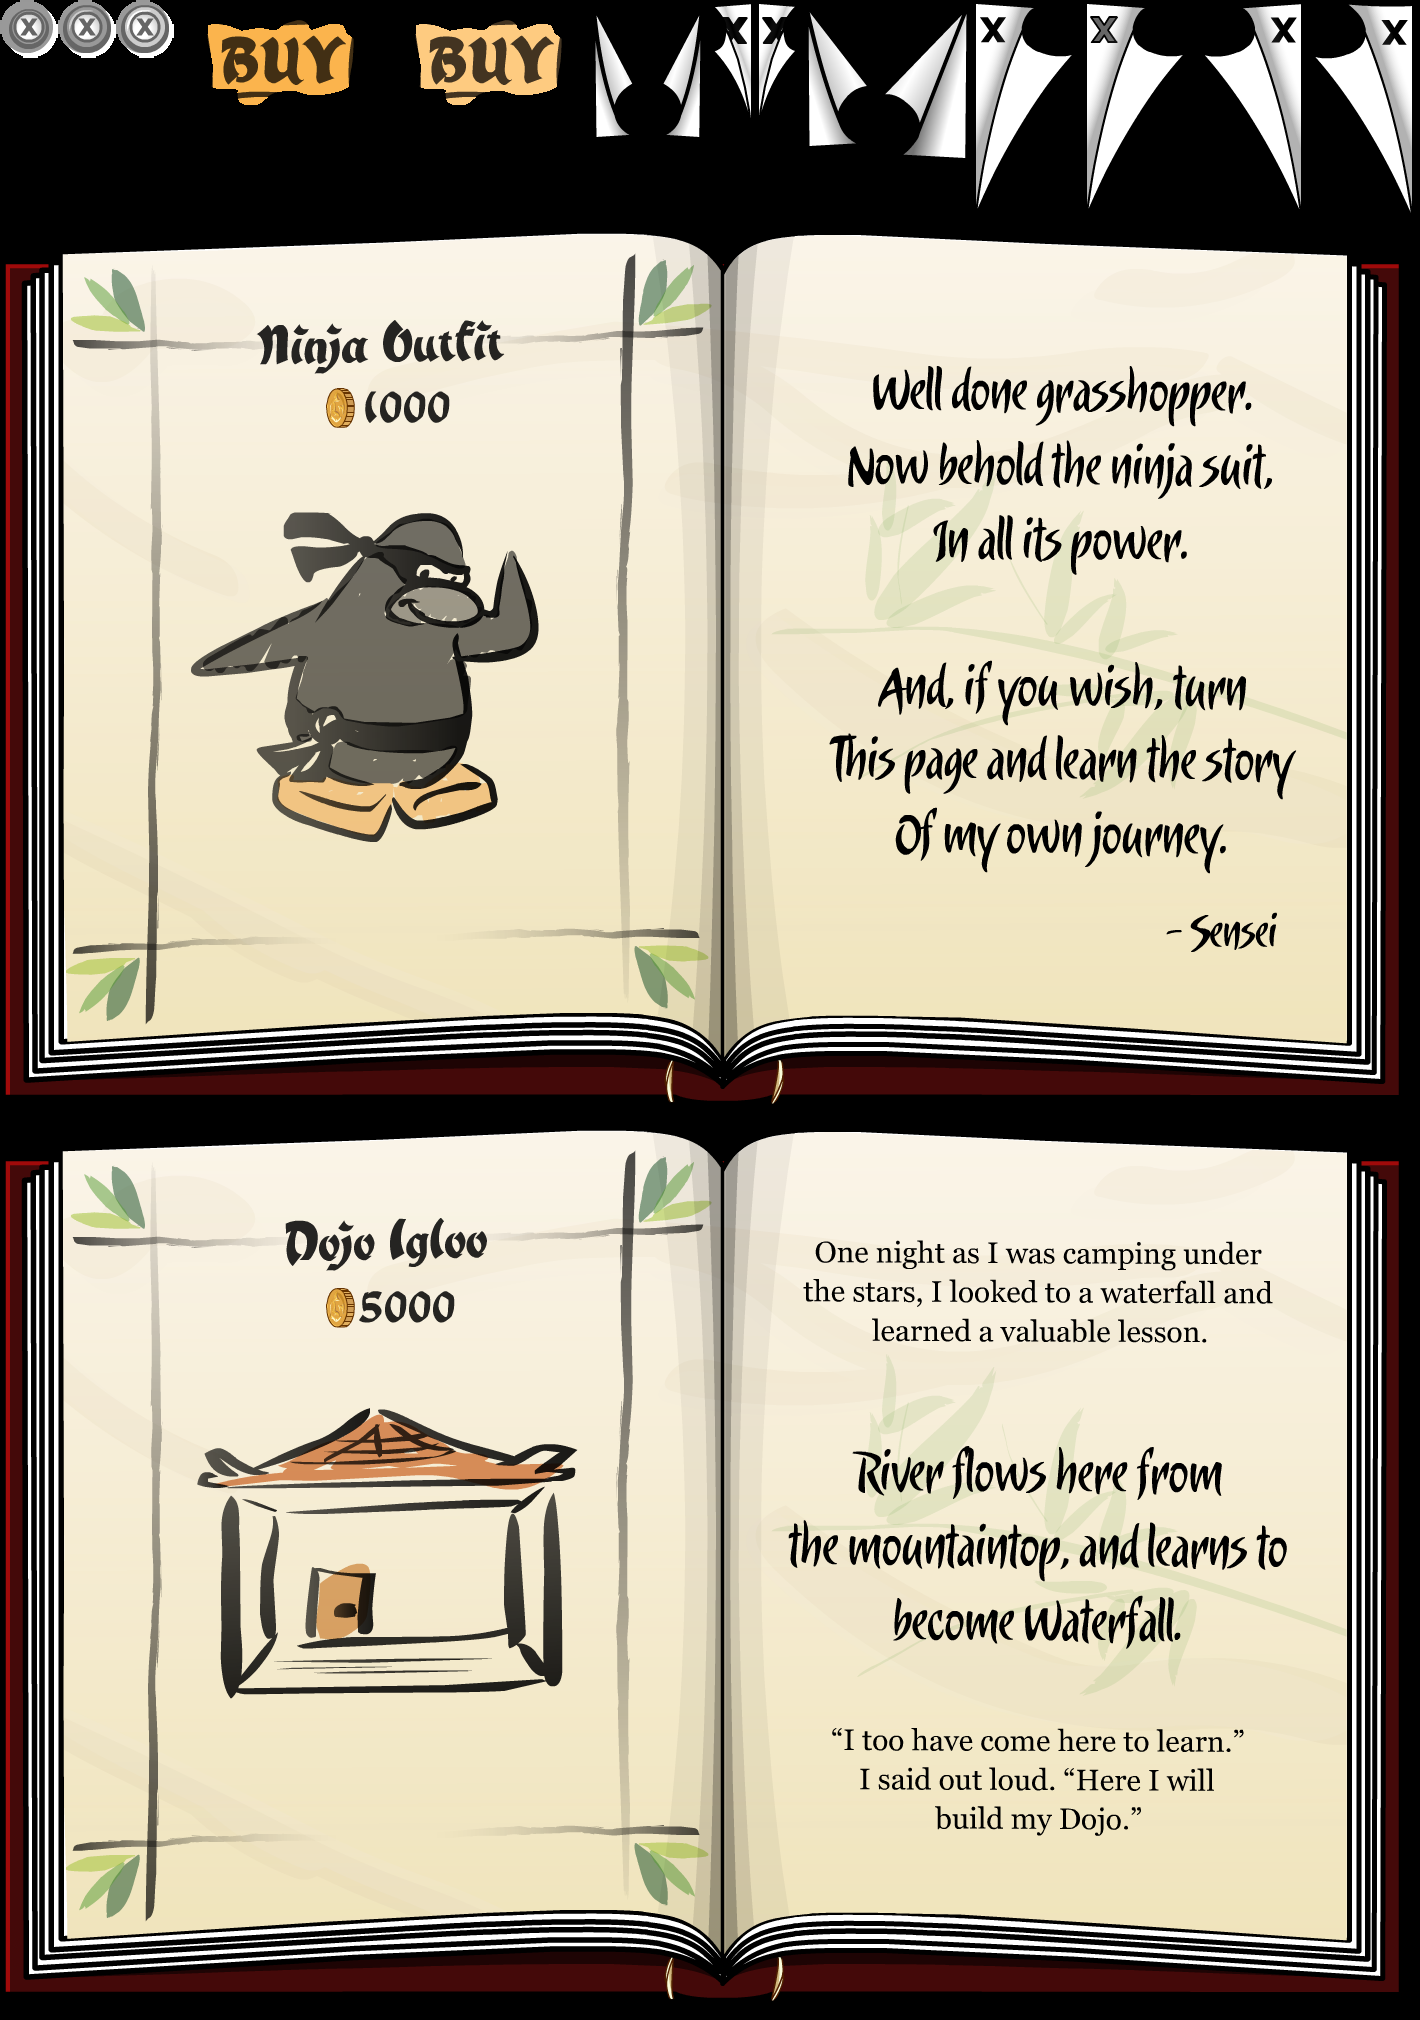 X X X
BUY BUY
X X X X X X
Ninja Outfit
1000
Well done grasshopper.
Now behold the ninja suit,
In all its power.
And, if you wish, turn
This page and learn the story
Of my own journey.
- Sensei
Dojo Igloo
5000
One night as I was camping under
the stars, I looked to a waterfall and
learned a valuable lesson.
River flows here from
the mountaintop, and learns to
become Waterfall.
“I too have come here to learn.”
I said out loud. “Here I will
build my Dojo.”